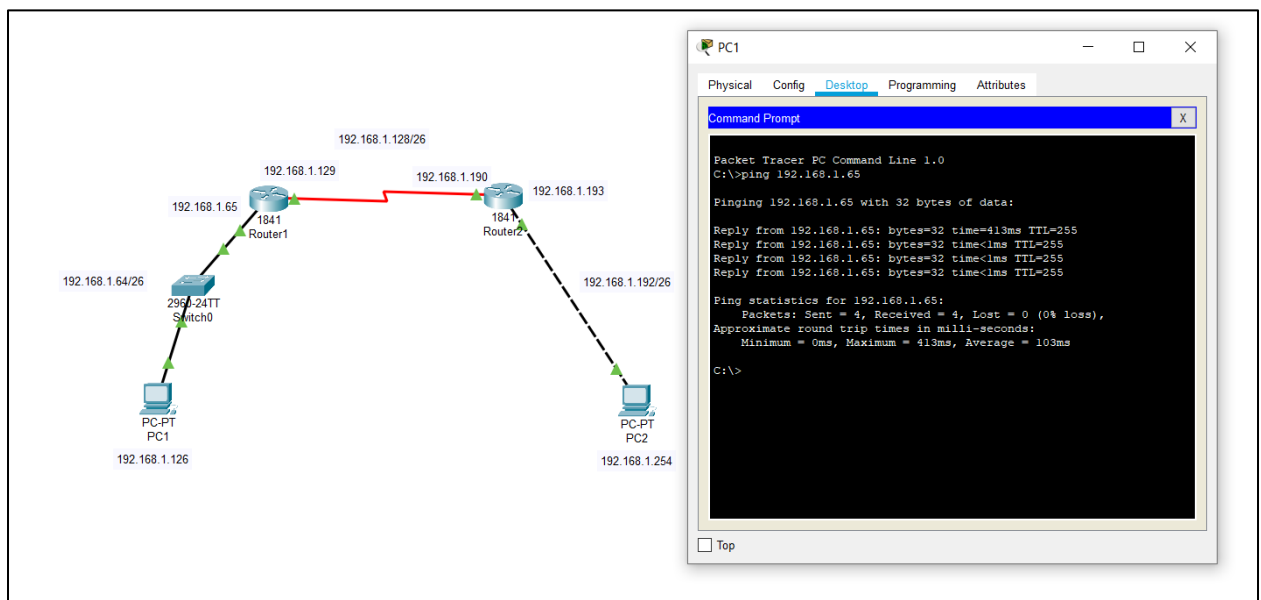 192.168.1.128/26
192.168.1.129
192.168.1.190
192.168.1.193
192.168.1.65
1841
Router1
1841
Router2
192.168.1.64/26
192.168.1.192/26
2960-24TT
Switch0
PC-PT
PC1
192.168.1.126
PC-PT
PC2
192.168.1.254
PC1
Physical Config Desktop Programming Attributes
Command Prompt X
Packet Tracer PC Command Line 1.0
C:\>ping 192.168.1.65
Pinging 192.168.1.65 with 32 bytes of data:
Reply from 192.168.1.65: bytes=32 time=413ms TTL=255
Reply from 192.168.1.65: bytes=32 time<1ms TTL=255
Reply from 192.168.1.65: bytes=32 time<1ms TTL=255
Reply from 192.168.1.65: bytes=32 time<1ms TTL=255
Ping statistics for 192.168.1.65:
Packets: Sent = 4, Received = 4, Lost = 0 (0% loss),
Approximate round trip times in milli-seconds:
Minimum = 0ms, Maximum = 413ms, Average = 103ms
C:\>
Top